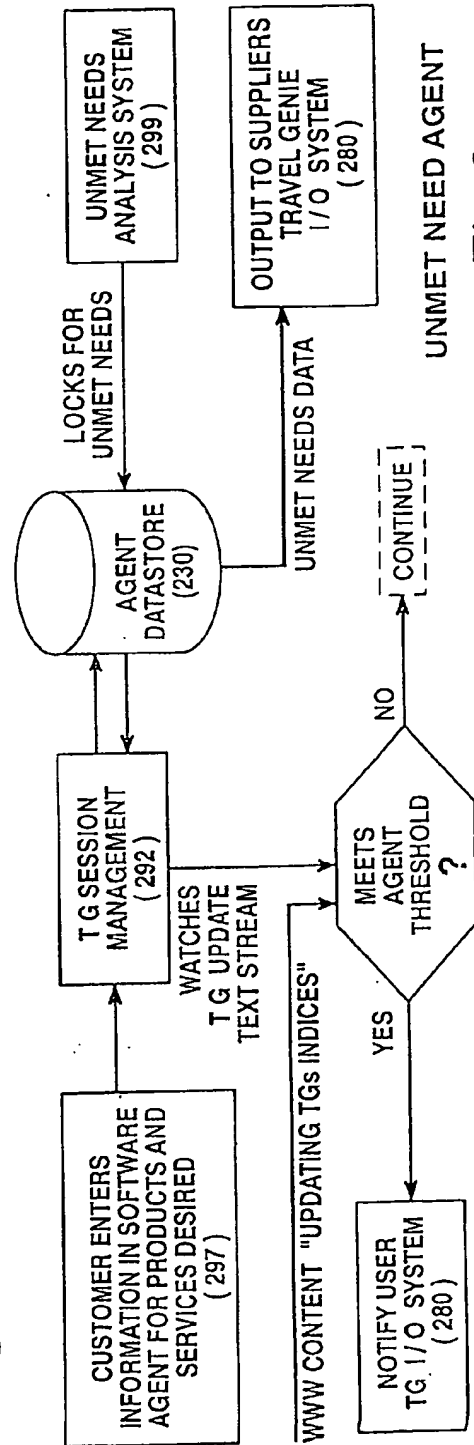 CUSTOMER ENTERS
INFORMATION IN SOFTWARE
AGENT FOR PRODUCTS AND
SERVICES DESIRED
(297)
TG SESSION
MANAGEMENT
(292)
AGENT
DATASTORE
(230)
LOCKS FOR
UNMET NEEDS
UNMET NEEDS
ANALYSIS SYSTEM
(299)
WATCHES
TG UPDATE
TEXT STREAM
UNMET NEEDS DATA
OUTPUT TO SUPPLIERS
TRAVEL GENIE
I/O SYSTEM
(280)
WWW CONTENT "UPDATING TGs INDICES"
MEETS
AGENT
THRESHOLD
?
YES
NO
CONTINUE
NOTIFY USER
TG I/O SYSTEM
(280)
UNMET NEED AGENT